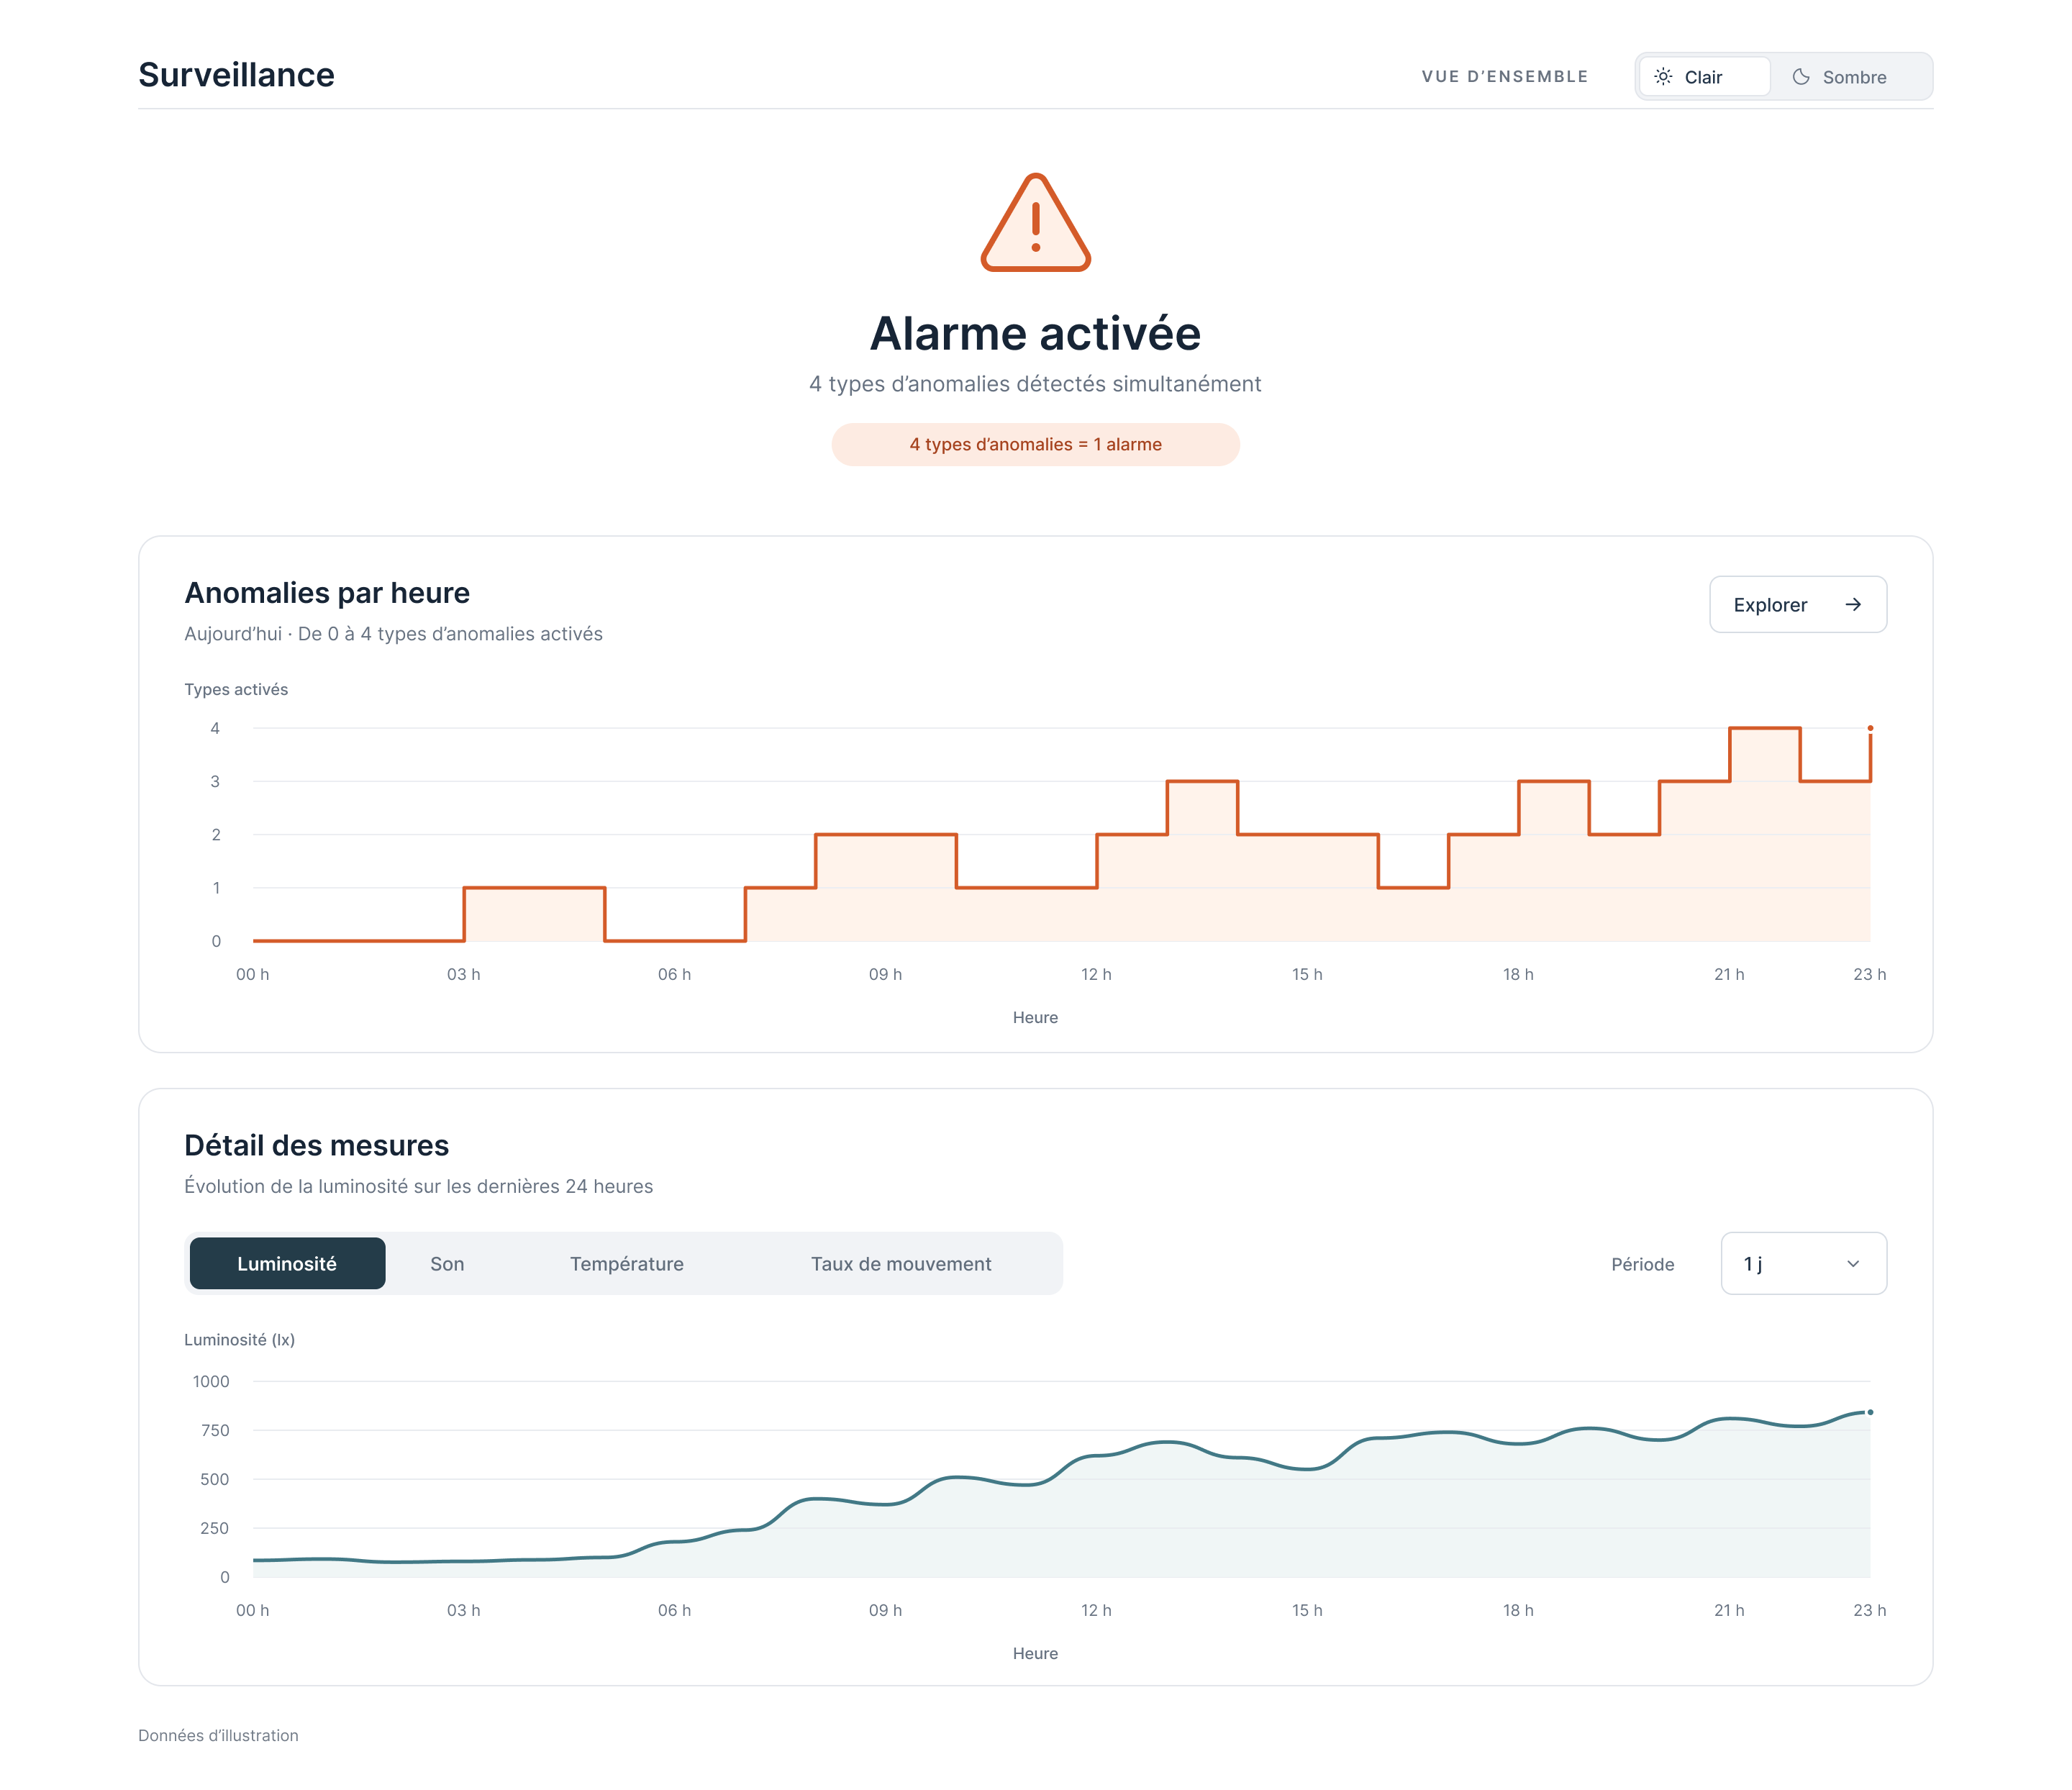 Surveillance
VUE D’ENSEMBLE
Clair
Sombre
Alarme activée
4 types d’anomalies détectés simultanément
4 types d’anomalies = 1 alarme
Anomalies par heure
Explorer
Aujourd’hui · De 0 à 4 types d’anomalies activés
Types activés
4
3
2
1
0
00 h 03 h 06 h 09 h 12 h 15 h 18 h 21 h 23 h
Heure
Détail des mesures
Évolution de la luminosité sur les dernières 24 heures
Luminosité Son Température Taux de mouvement
Période
1 j
Luminosité (lx)
1000
750
500
250
0
00 h 03 h 06 h 09 h 12 h 15 h 18 h 21 h 23 h
Heure
Données d’illustration